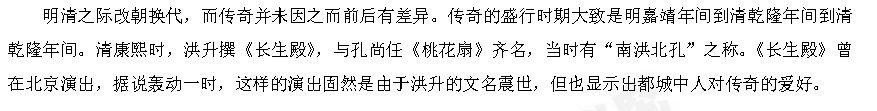 明清之际改朝换代，而传奇并未因之而前后有差异。传奇的盛行时期大致是明嘉靖年间到清乾隆年间到清
乾隆年间。清康熙时，洪升撰《长生殿》，与孔尚任《桃花扇》齐名，当时有“南洪北孔”之称。《长生殿》曾
在北京演出，据说轰动一时，这样的演出固然是由于洪升的文名震世，但也显示出都城中人对传奇的爱好。